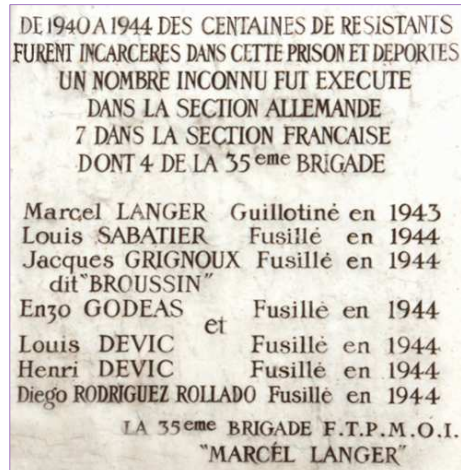 DE 1940 A 1944 DES CENTAINES DE RESISTANTS
FURENT INCARCERES DANS CETTE PRISON ET DEPORTES
UN NOMBRE INCONNU FUT EXECUTE
DANS LA SECTION ALLEMANDE
7 DANS LA SECTION FRANCAISE
DONT 4 DE LA 35eme BRIGADE
Marcel LANGER Guillotiné en 1943
Louis SABATIER Fusillé en 1944
Jacques GRIGNOUX Fusillé en 1944
dit "BROUSSIN"
Enzo GODEAS Fusillé en 1944
et
Louis DEVIC Fusillé en 1944
Henri DEVIC Fusillé en 1944
Diego RODRIGUEZ ROLLADO Fusillé en 1944
LA 35eme BRIGADE F.T.P.M.O.I.
"MARCEL LANGER"